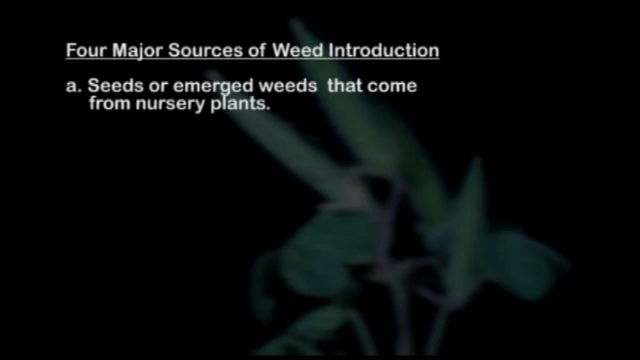 Four Major Sources of Weed Introduction
a. Seeds or emerged weeds that come
from nursery plants.